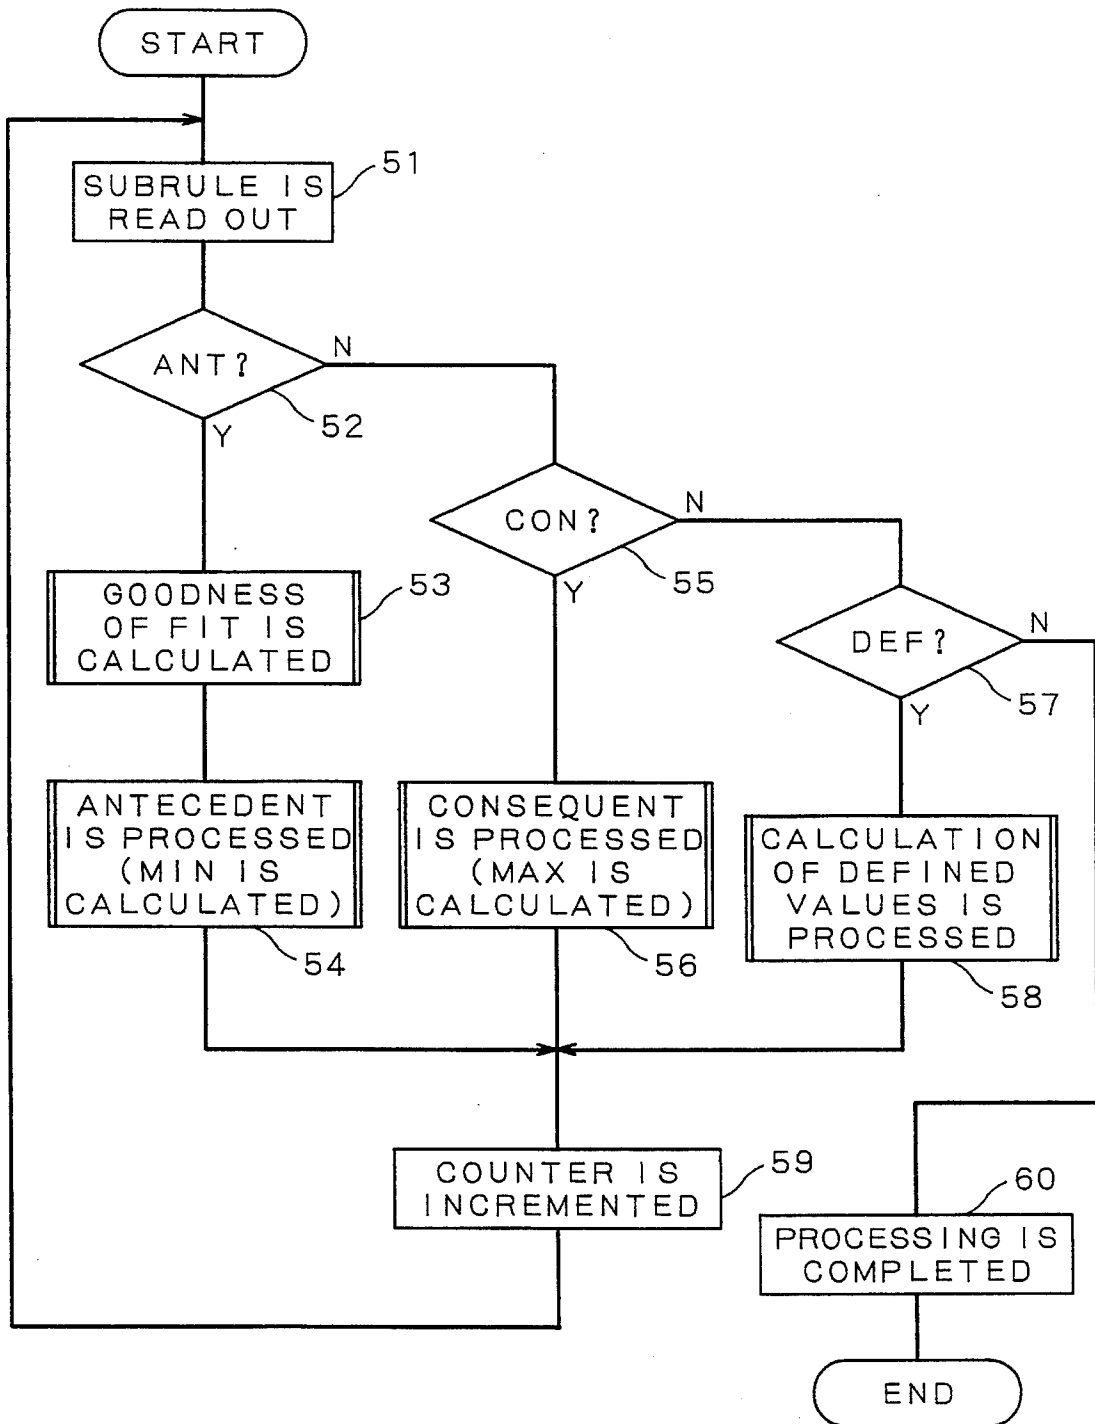 START
51
SUBRULE IS
READ OUT
ANT?
N
52
Y
CON?
N
55
Y
GOODNESS
OF FIT IS
CALCULATED
53
DEF?
N
57
Y
ANTECEDENT
IS PROCESSED
(MIN IS
CALCULATED)
54
CONSEQUENT
IS PROCESSED
(MAX IS
CALCULATED)
56
CALCULATION
OF DEFINED
VALUES IS
PROCESSED
58
COUNTER IS
INCREMENTED
59
60
PROCESSING IS
COMPLETED
END